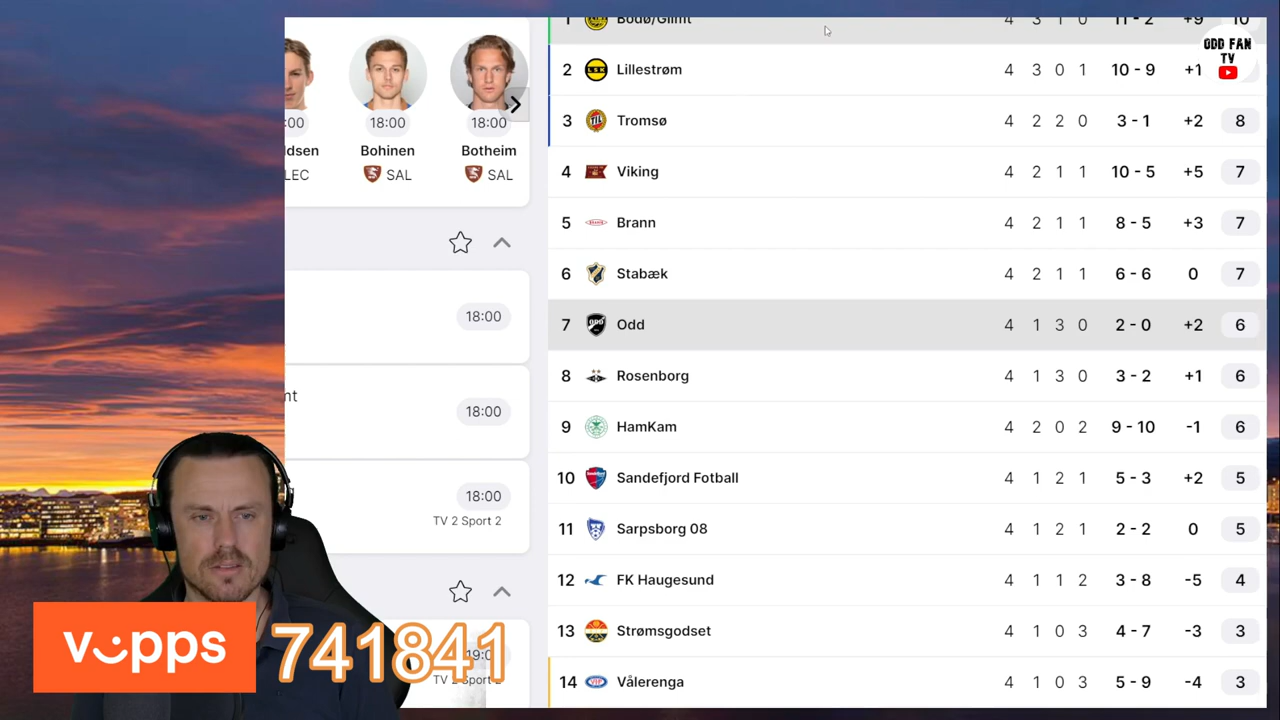 :00
18:00
18:00
ldsen
Bohinen
Botheim
LEC
SAL
SAL
18:00
nt
18:00
18:00
TV 2 Sport 2
TV 2 Sport 2
1 Bodø/Glimt 4 3 1 0 11 - 2 +9 10
2 Lillestrøm 4 3 0 1 10 - 9 +1
3 Tromsø 4 2 2 0 3 - 1 +2 8
4 Viking 4 2 1 1 10 - 5 +5 7
5 Brann 4 2 1 1 8 - 5 +3 7
6 Stabæk 4 2 1 1 6 - 6 0 7
7 Odd 4 1 3 0 2 - 0 +2 6
8 Rosenborg 4 1 3 0 3 - 2 +1 6
9 HamKam 4 2 0 2 9 - 10 -1 6
10 Sandefjord Fotball 4 1 2 1 5 - 3 +2 5
11 Sarpsborg 08 4 1 2 1 2 - 2 0 5
12 FK Haugesund 4 1 1 2 3 - 8 -5 4
13 Strømsgodset 4 1 0 3 4 - 7 -3 3
14 Vålerenga 4 1 0 3 5 - 9 -4 3
ODD FAN
TV
vipps 741841